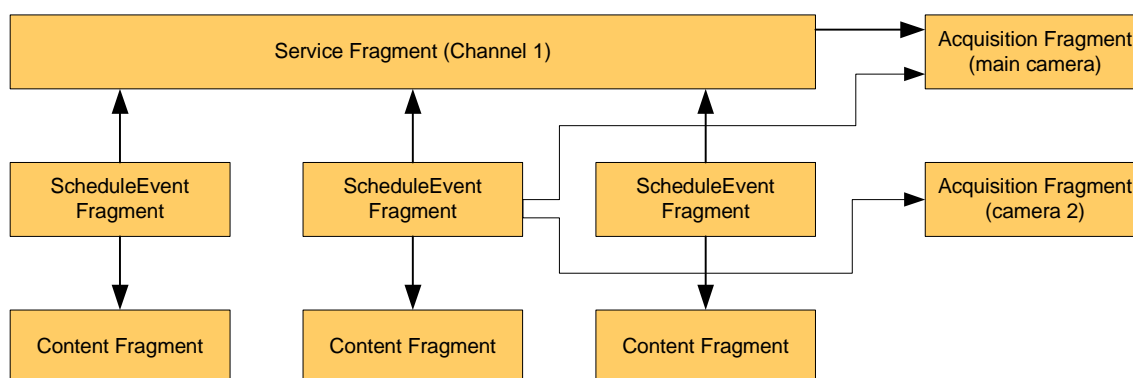 Service Fragment (Channel 1)
Acquisition Fragment
(main camera)
ScheduleEvent
Fragment
ScheduleEvent
Fragment
ScheduleEvent
Fragment
Acquisition Fragment
(camera 2)
Content Fragment
Content Fragment
Content Fragment